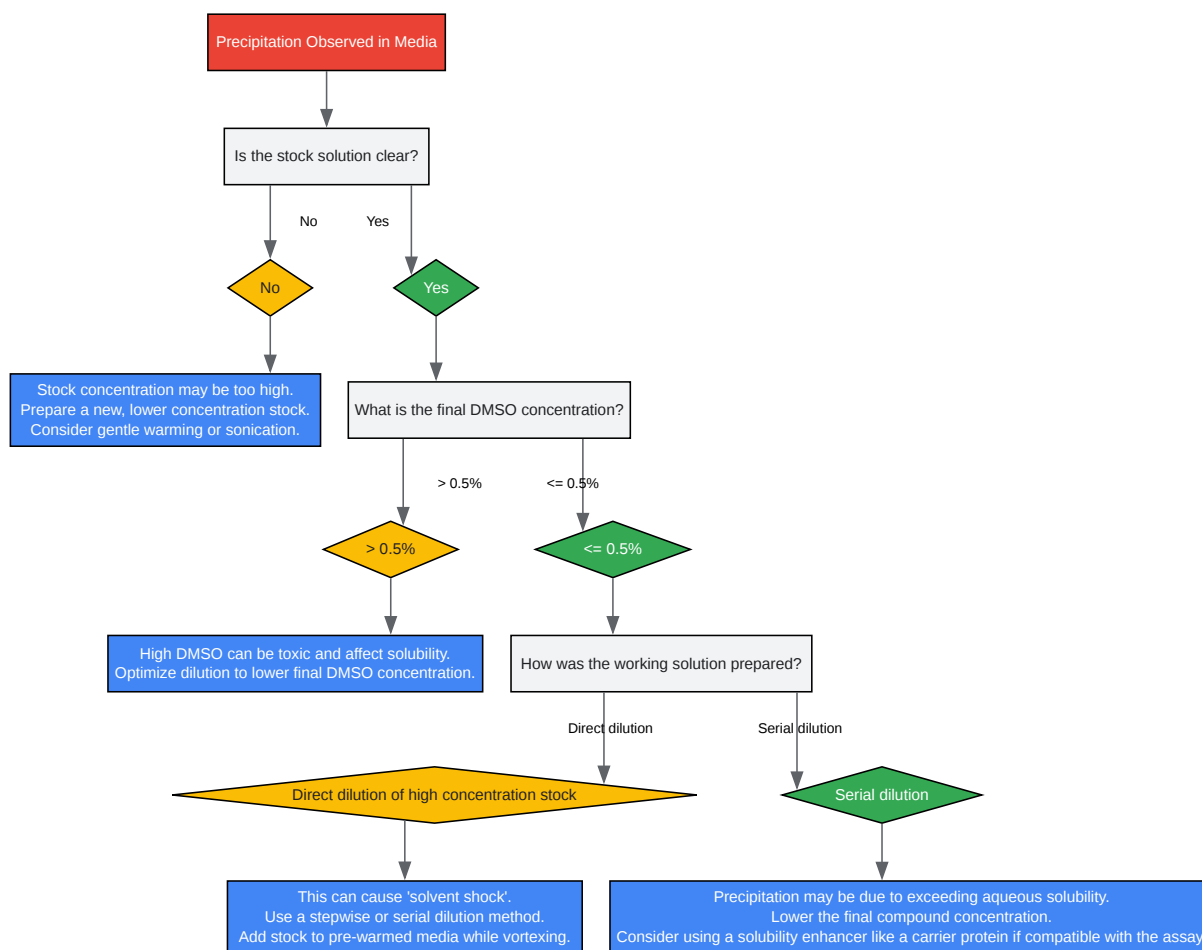 Precipitation Observed in Media
Is the stock solution clear?
No
Yes
No
Yes
Stock concentration may be too high.
Prepare a new, lower concentration stock.
Consider gentle warming or sonication.
What is the final DMSO concentration?
> 0.5%
<= 0.5%
> 0.5%
<= 0.5%
High DMSO can be toxic and affect solubility.
Optimize dilution to lower final DMSO concentration.
How was the working solution prepared?
Direct dilution
Serial dilution
Direct dilution of high concentration stock
Serial dilution
This can cause 'solvent shock'.
Use a stepwise or serial dilution method.
Add stock to pre-warmed media while vortexing.
Precipitation may be due to exceeding aqueous solubility.
Lower the final compound concentration.
Consider using a solubility enhancer like a carrier protein if compatible with the